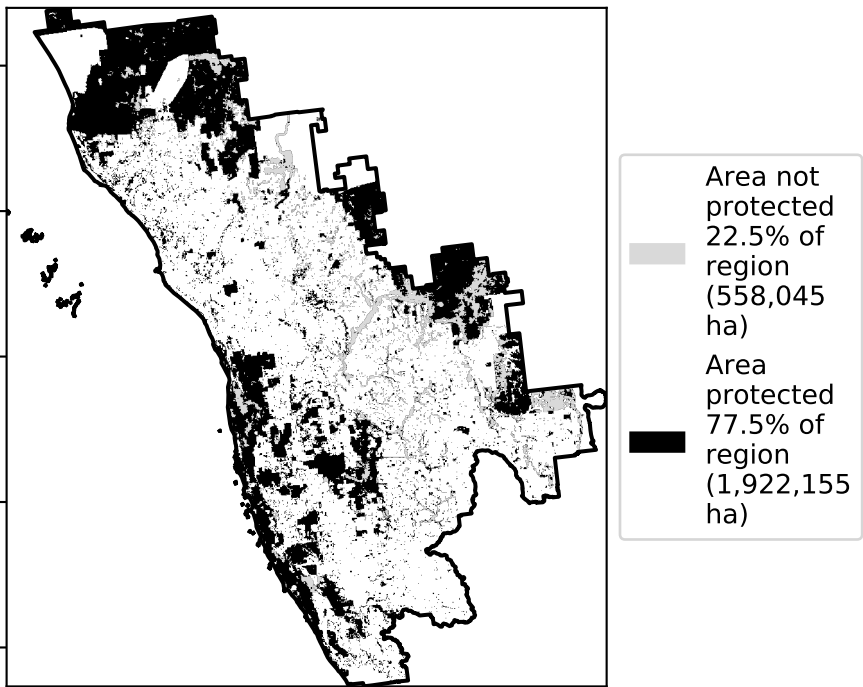 Area not
protected
22.5% of
region
(558,045
ha)
Area
protected
77.5% of
region
(1,922,155
ha)